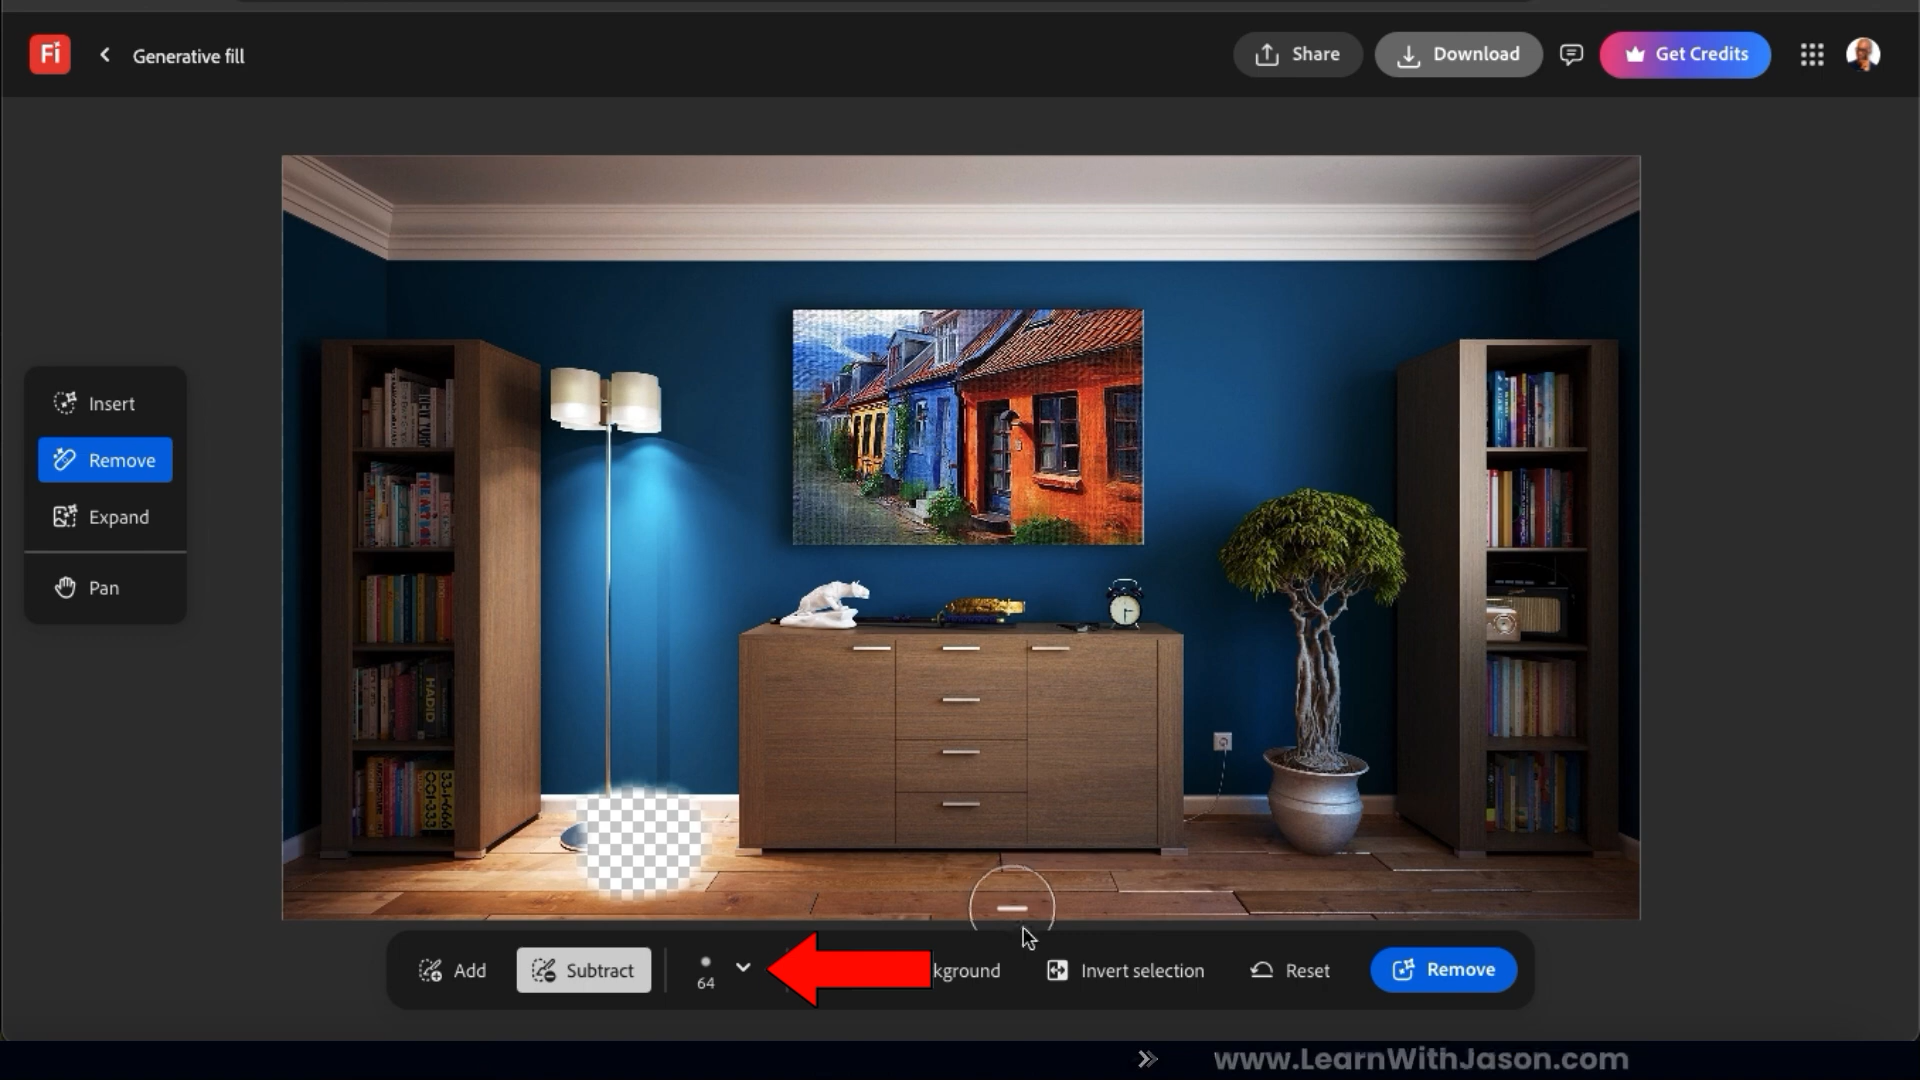 Fi
Generative fill
Share
Download
Get Credits
Insert
Remove
Expand
Pan
HADID
Add
Subtract
64
kground
Invert selection
Reset
Remove
www.LearnWithJason.com